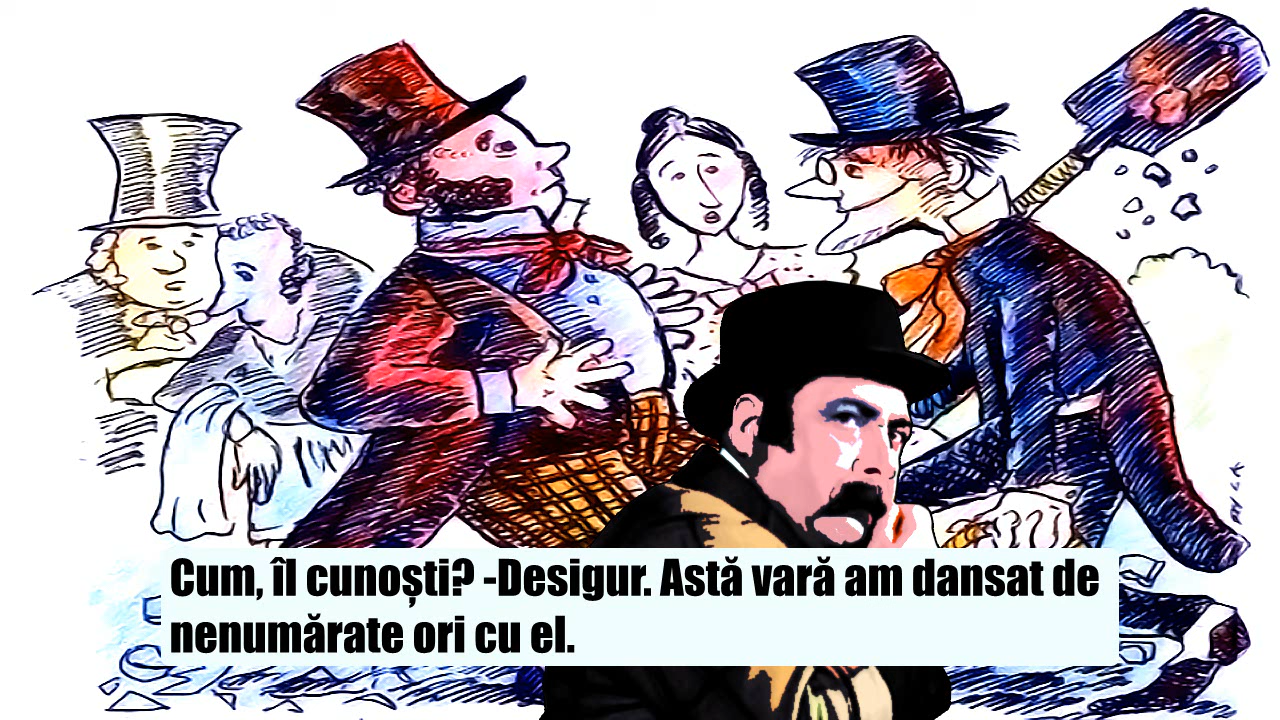 Cum, îl cunoști? -Desigur. Astă vară am dansat de
nenumărate ori cu el.